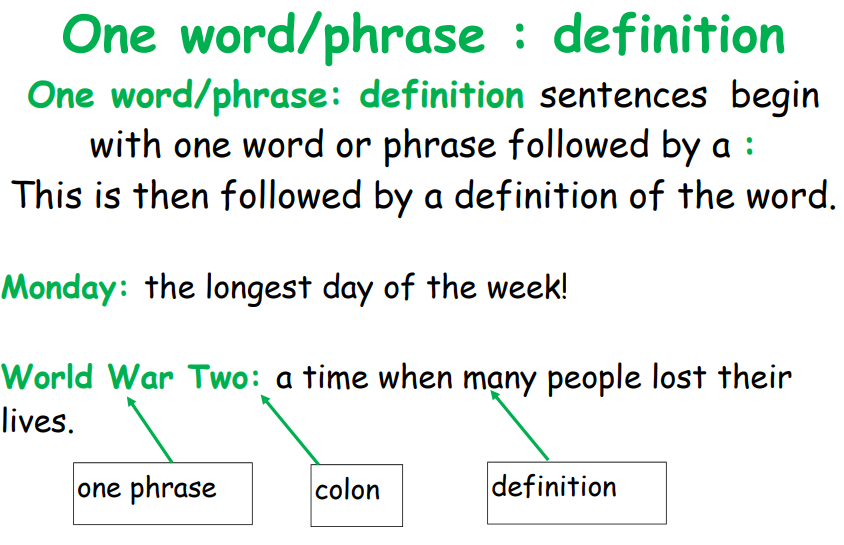 One word/phrase : definition
One word/phrase: definition sentences  begin
with one word or phrase followed by a :
This is then followed by a definition of the word.
Monday: the longest day of the week!
World War Two: a time when many people lost their
lives.
one phrase
colon
definition